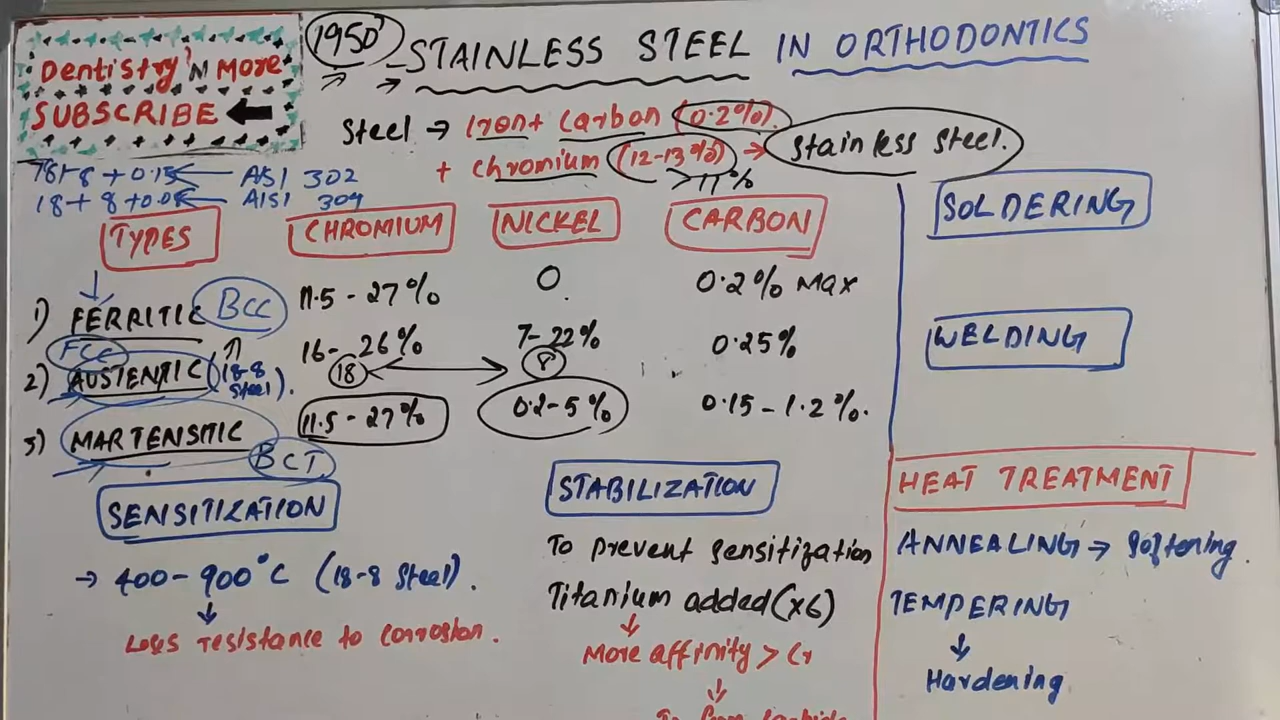 1950'
STAINLESS STEEL IN ORTHODONTICS
Dentistry 'N More
SUBSCRIBE
Steel → Iron + Carbon (0.2%)
+ Chromium (12-13%) → Stainless Steel.
>11%
18+8+0.15 AISI 302
18+8+0.08 AISI 304
TYPES CHROMIUM NICKEL CARBON
1) FERRITIC BCC 11.5-27% 0 0.2% MAX
FCC 16-26% 7-22% 0.25%
2) AUSTENTIC (18-8 Steel). 18 8
3) MARTENSITIC 11.5-27% 0.2-5% 0.15-1.2%.
BCT
SENSITIZATION
→ 400-900°C (18-8 Steel).
Loses resistance to corrosion.
STABILIZATION
To prevent sensitization
Titanium added (x6)
More affinity > Cr
SOLDERING
WELDING
HEAT TREATMENT
ANNEALING → Softening.
TEMPERING
Hardening